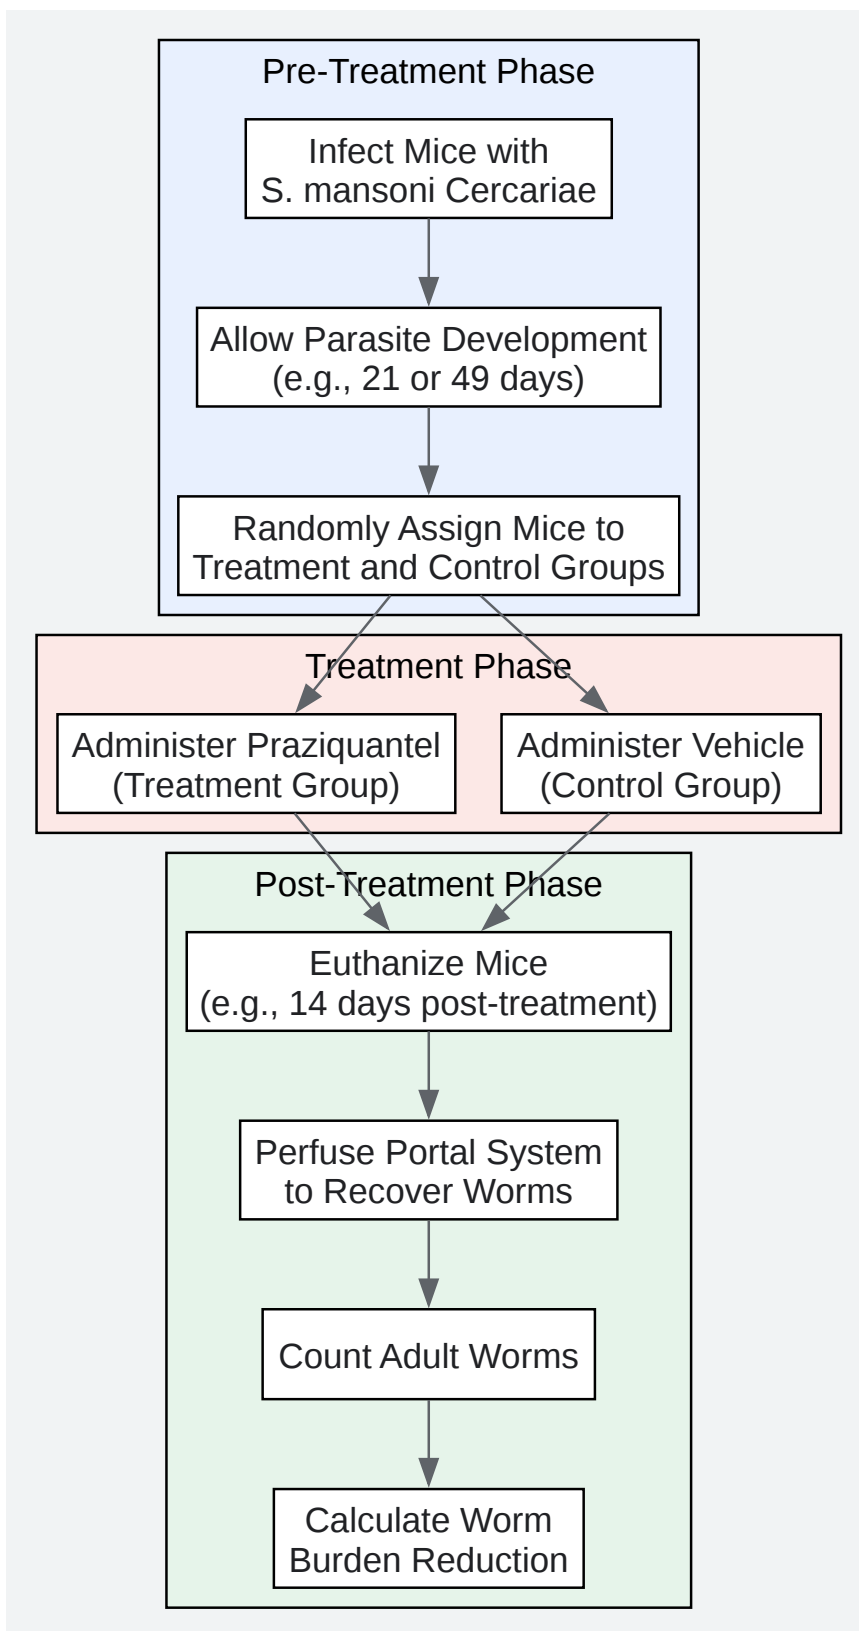 Pre-Treatment Phase
Infect Mice with
S. mansoni Cercariae
Allow Parasite Development
(e.g., 21 or 49 days)
Randomly Assign Mice to
Treatment and Control Groups
Treatment Phase
Administer Praziquantel
(Treatment Group)
Administer Vehicle
(Control Group)
Post-Treatment Phase
Euthanize Mice
(e.g., 14 days post-treatment)
Perfuse Portal System
to Recover Worms
Count Adult Worms
Calculate Worm
Burden Reduction